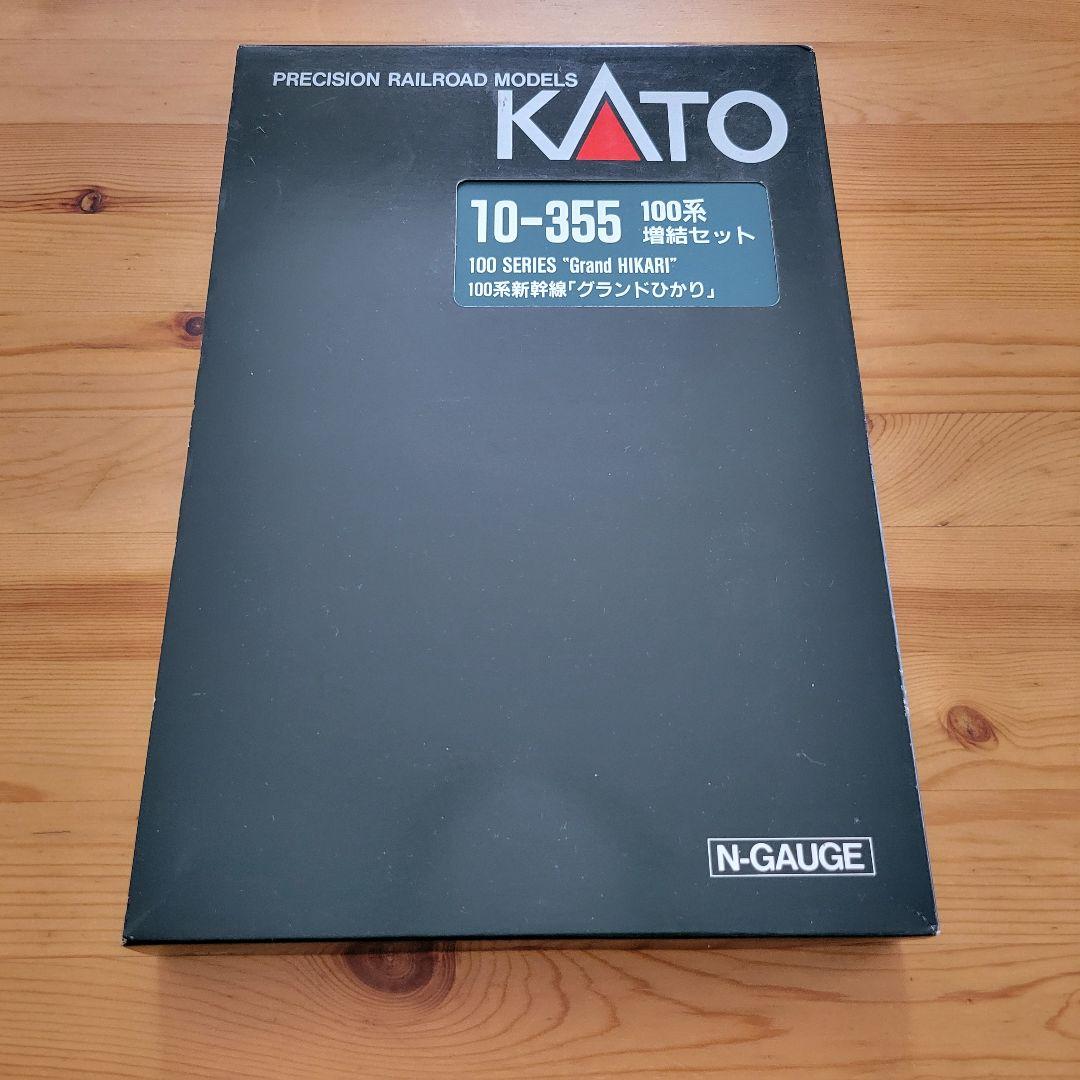 PRECISION RAILROAD MODELS
KATO
10-355 100系
増結セット
100 SERIES “Grand HIKARI”
100系新幹線「グランドひかり」
N-GAUGE